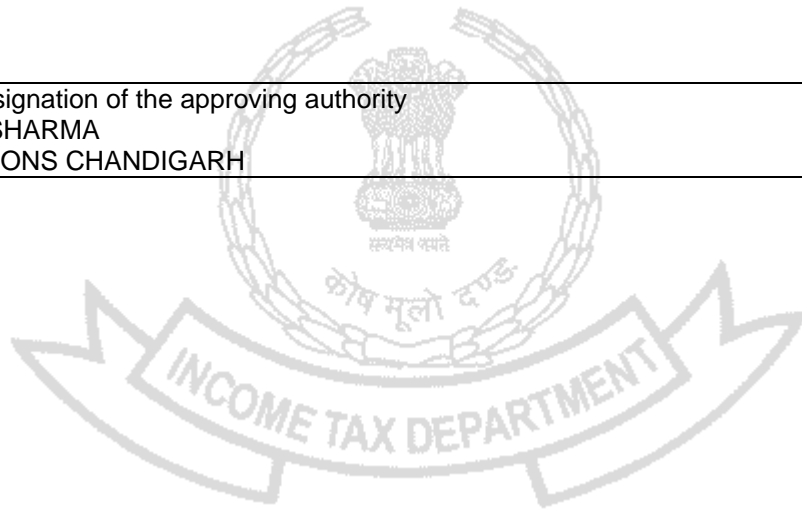 signation of the approving authority
SHARMA
ONS CHANDIGARH
सत्यमेव जयते
कोष मूलो दण्डः
INCOME TAX DEPARTMENT